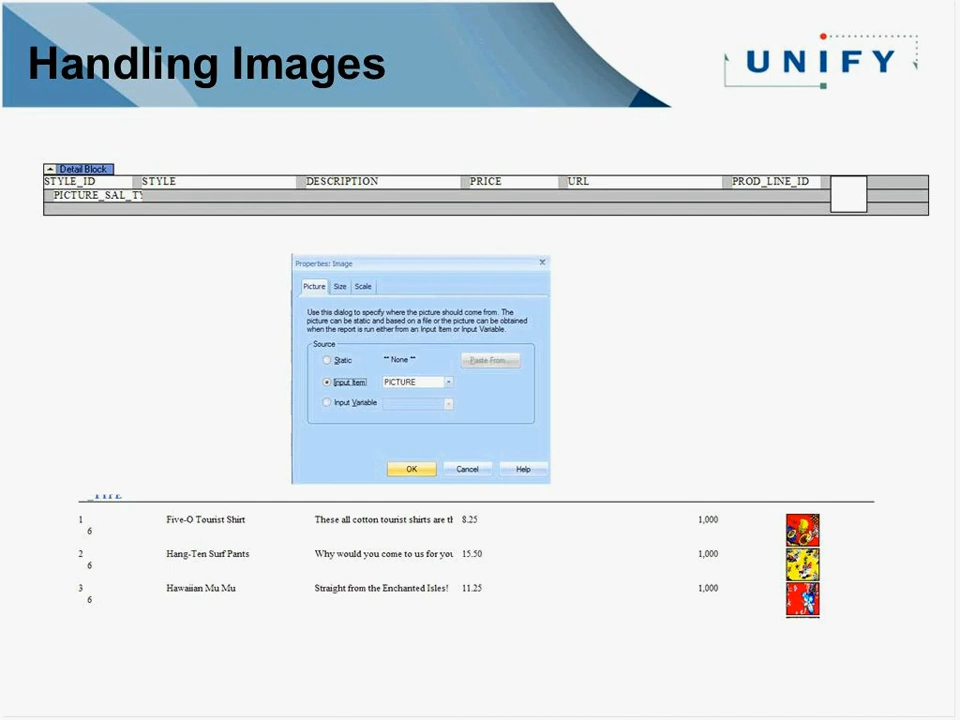 Handling Images
UNIFY
Detail Block
STYLE_ID STYLE DESCRIPTION PRICE URL PROD_LINE_ID
PICTURE_SAL_TY
Properties: Image
Picture Size Scale
Use this dialog to specify where the picture should come from. The
picture can be static and based on a file or the picture can be obtained
when the report is run either from an Input Item or Input Variable.
Source
Static ** None ** Paste From...
Input Item PICTURE
Input Variable
OK Cancel Help
1 Five-O Tourist Shirt These all cotton tourist shirts are th 8.25 1,000
6
2 Hang-Ten Surf Pants Why would you come to us for you 15.50 1,000
6
3 Hawaiian Mu Mu Straight from the Enchanted Isles! 11.25 1,000
6